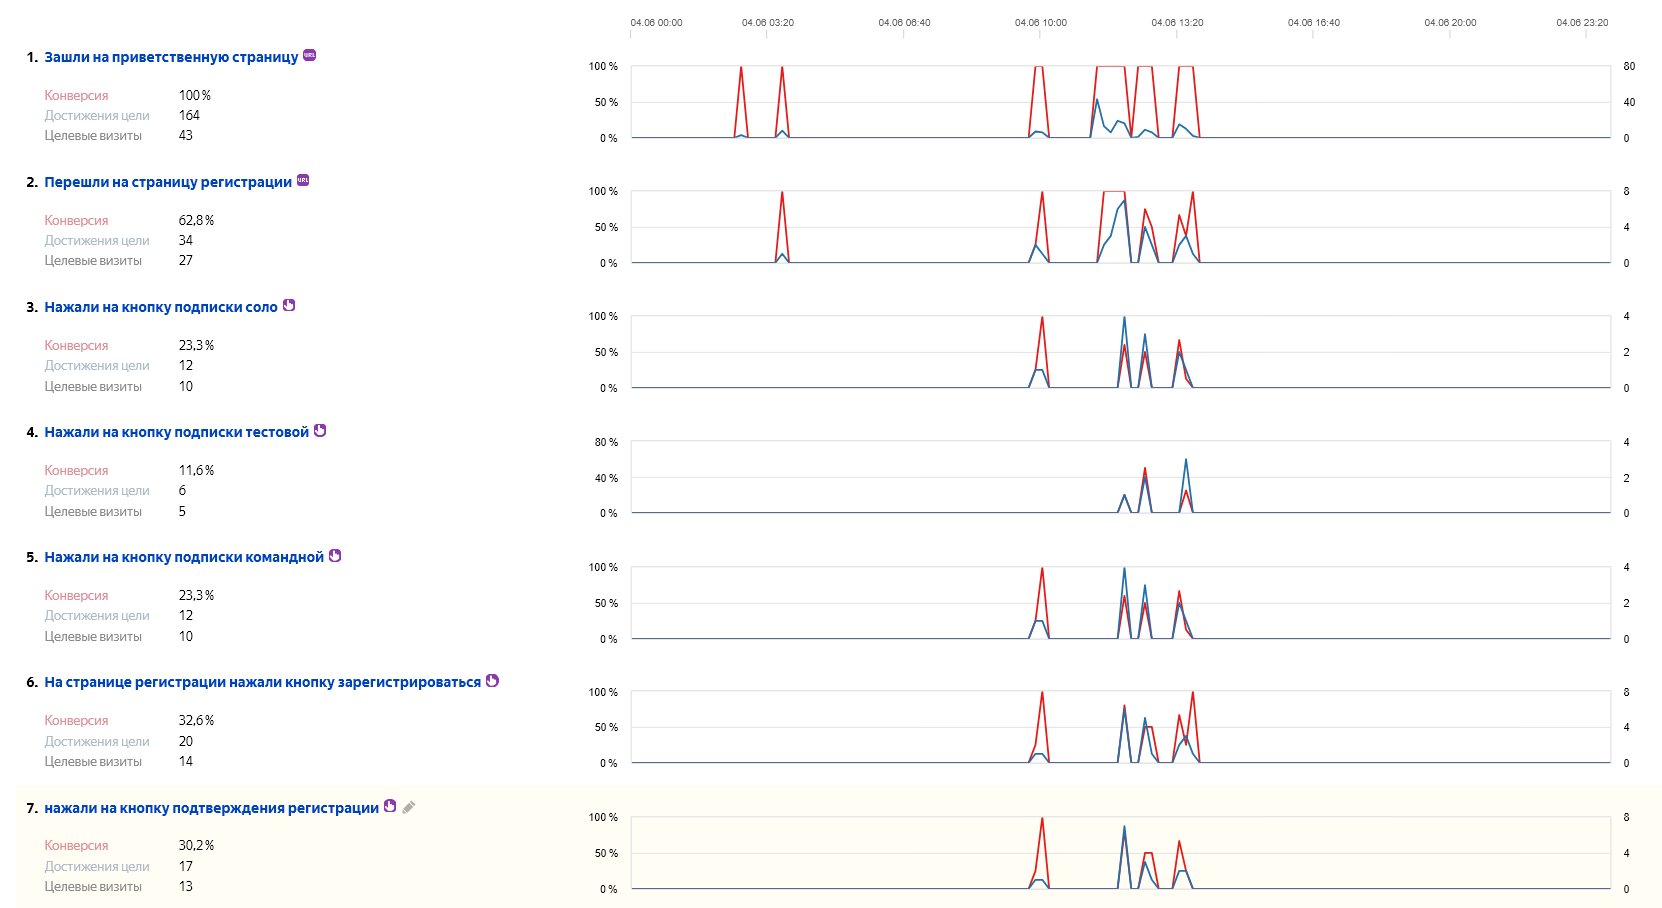 04.06 00:00 04.06 03:20 04.06 06:40 04.06 10:00 04.06 13:20 04.06 16:40 04.06 20:00 04.06 23:20
1. Зашли на приветственную страницу URL
Конверсия 100 %
Достижения цели 164
Целевые визиты 43
100 % 80
50 % 40
0 % 0
2. Перешли на страницу регистрации URL
Конверсия 62,8 %
Достижения цели 34
Целевые визиты 27
100 % 8
50 % 4
0 % 0
3. Нажали на кнопку подписки соло
Конверсия 23,3 %
Достижения цели 12
Целевые визиты 10
100 % 4
50 % 2
0 % 0
4. Нажали на кнопку подписки тестовой
Конверсия 11,6 %
Достижения цели 6
Целевые визиты 5
80 % 4
40 % 2
0 % 0
5. Нажали на кнопку подписки командной
Конверсия 23,3 %
Достижения цели 12
Целевые визиты 10
100 % 4
50 % 2
0 % 0
6. На странице регистрации нажали кнопку зарегистрироваться
Конверсия 32,6 %
Достижения цели 20
Целевые визиты 14
100 % 8
50 % 4
0 % 0
7. нажали на кнопку подтверждения регистрации
Конверсия 30,2 %
Достижения цели 17
Целевые визиты 13
100 % 8
50 % 4
0 % 0